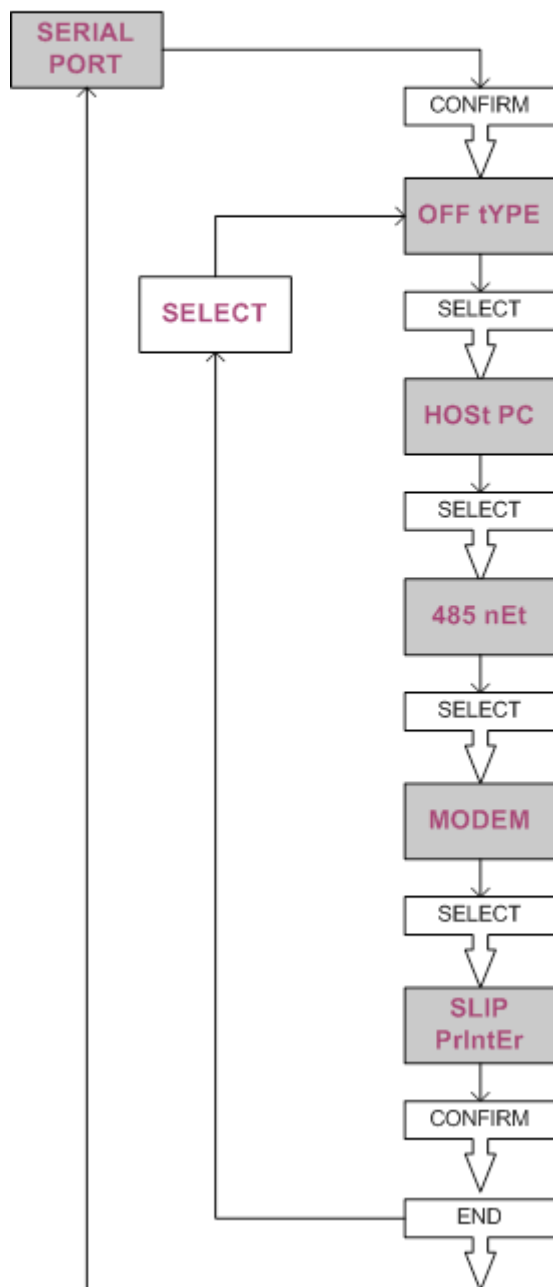 SERIAL
PORT
CONFIRM
OFF tYPE
SELECT
SELECT
HOSt PC
SELECT
485 nEt
SELECT
MODEM
SELECT
SLIP
PrIntEr
CONFIRM
END